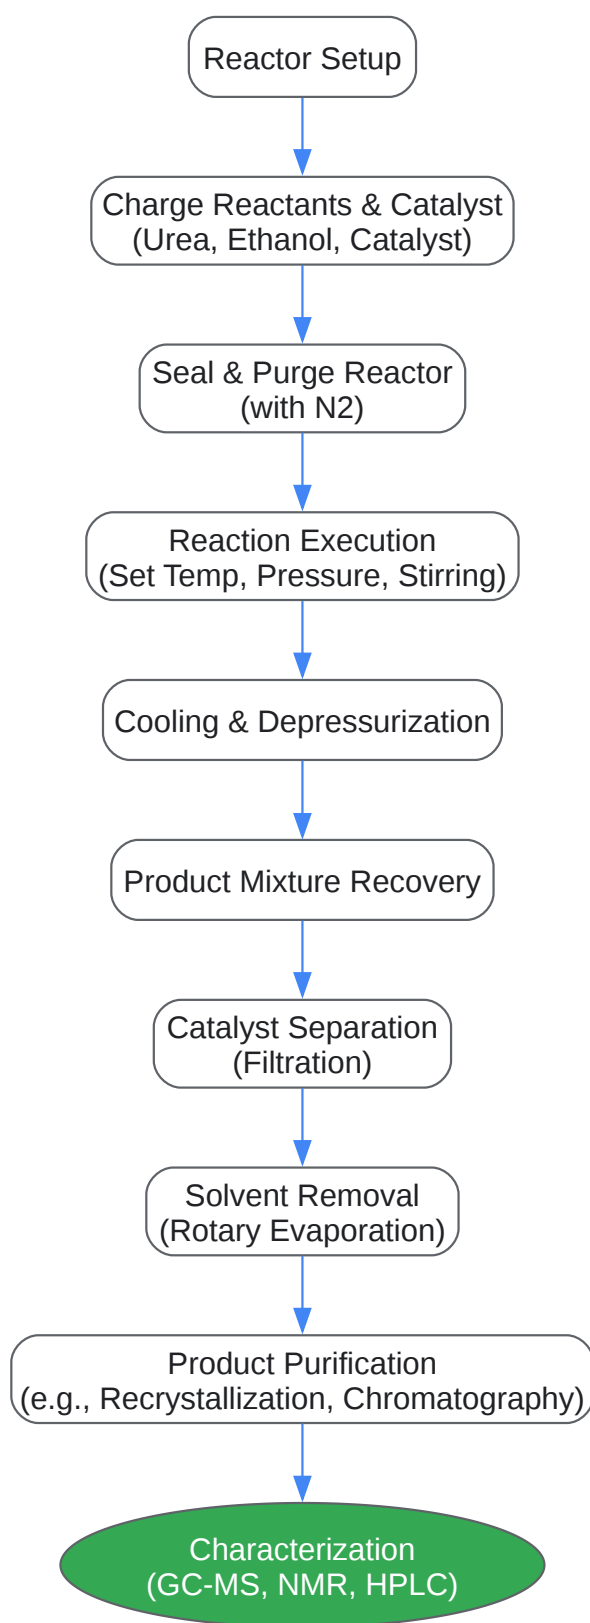 Reactor Setup
Charge Reactants & Catalyst
(Urea, Ethanol, Catalyst)
Seal & Purge Reactor
(with N2)
Reaction Execution
(Set Temp, Pressure, Stirring)
Cooling & Depressurization
Product Mixture Recovery
Catalyst Separation
(Filtration)
Solvent Removal
(Rotary Evaporation)
Product Purification
(e.g., Recrystallization, Chromatography)
Characterization
(GC-MS, NMR, HPLC)